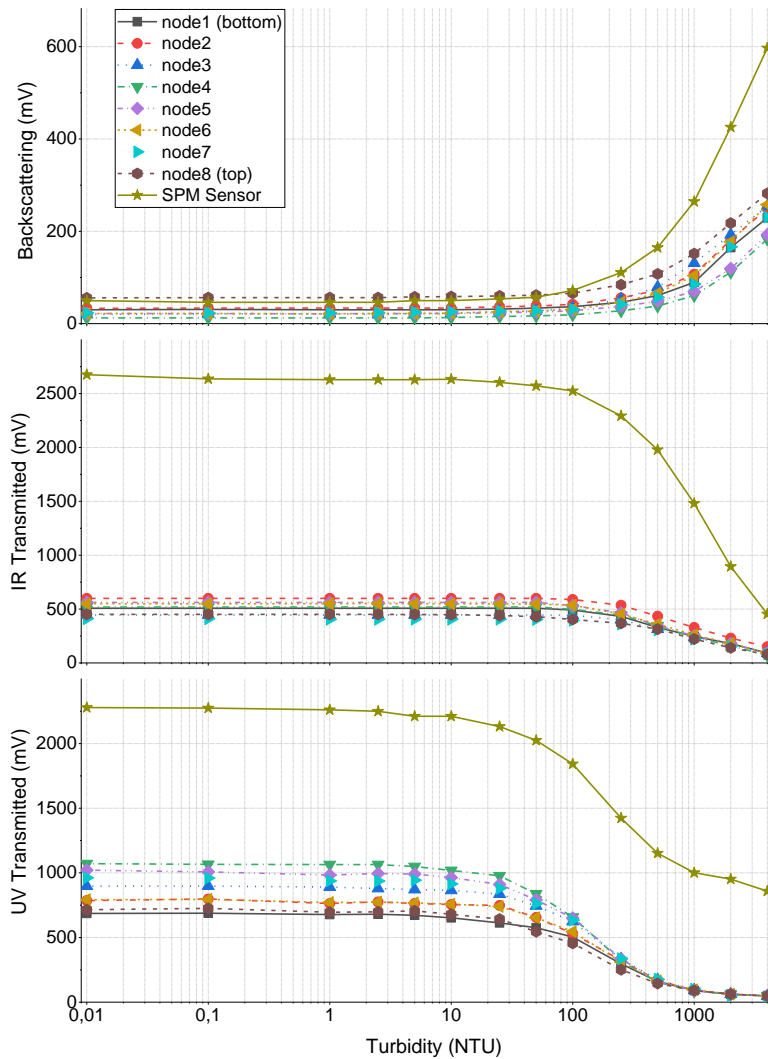 node1 (bottom)
node2
node3
node4
node5
node6
node7
node8 (top)
SPM Sensor
Backscattering (mV)
600
400
200
0
IR Transmitted (mV)
2500
2000
1500
1000
500
0
UV Transmitted (mV)
2000
1500
1000
500
0
0,01 0,1 1 10 100 1000
Turbidity (NTU)